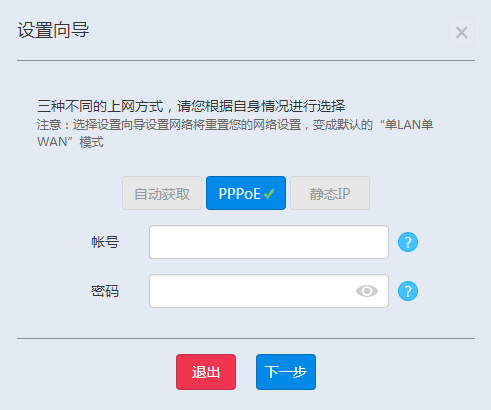 设置向导
三种不同的上网方式，请您根据自身情况进行选择
注意：选择设置向导设置网络将重置您的网络设置，变成默认的“单LAN单
WAN”模式
自动获取 PPPoE 静态IP
帐号 ?
密码 ?
退出 下一步